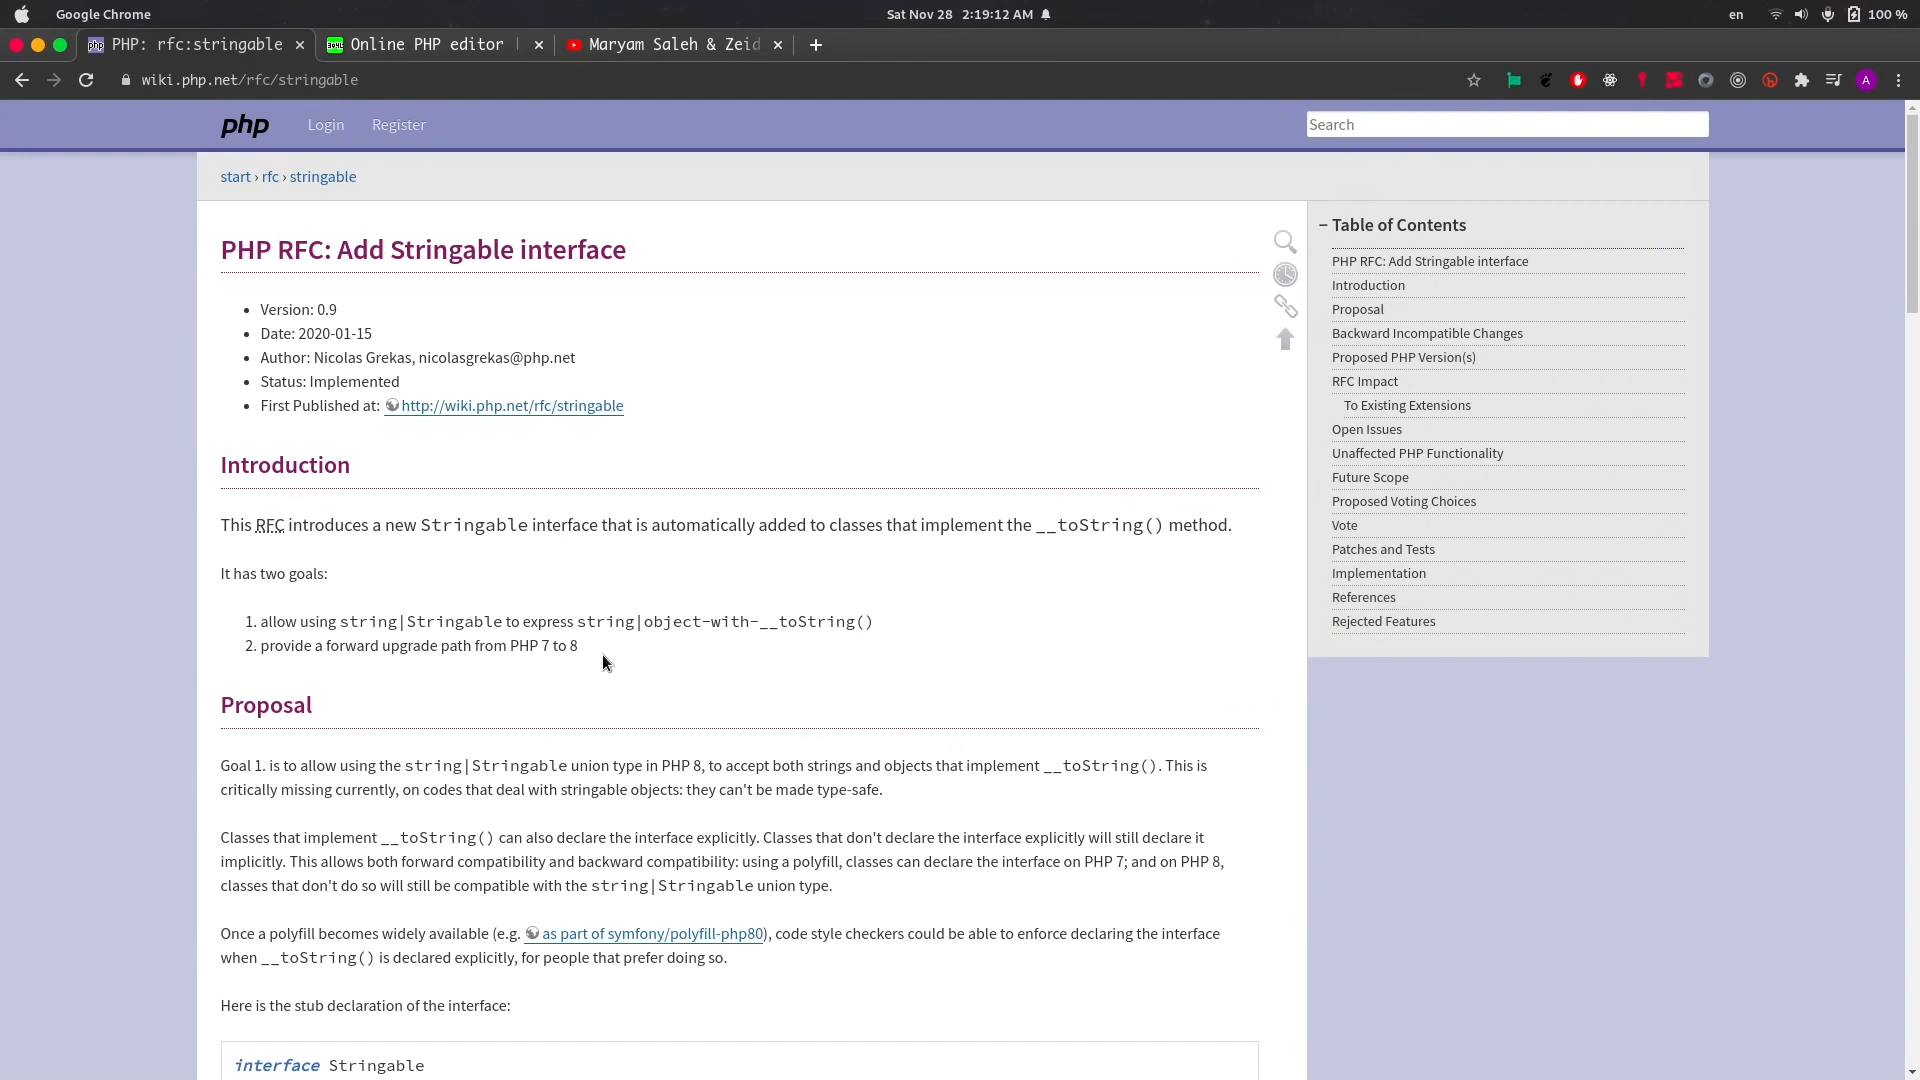 Google Chrome
Sat Nov 28 2:19:12 AM
en
100 %
PHP: rfc:stringable
Online PHP editor
Maryam Saleh & Zeid
wiki.php.net/rfc/stringable
A
php
Login
Register
Search
start › rfc › stringable
PHP RFC: Add Stringable interface
• Version: 0.9
• Date: 2020-01-15
• Author: Nicolas Grekas, nicolasgrekas@php.net
• Status: Implemented
• First Published at: http://wiki.php.net/rfc/stringable
Introduction
This RFC introduces a new Stringable interface that is automatically added to classes that implement the __toString() method.
It has two goals:
1. allow using string|Stringable to express string|object-with-__toString()
2. provide a forward upgrade path from PHP 7 to 8
Proposal
Goal 1. is to allow using the string|Stringable union type in PHP 8, to accept both strings and objects that implement __toString(). This is
critically missing currently, on codes that deal with stringable objects: they can't be made type-safe.
Classes that implement __toString() can also declare the interface explicitly. Classes that don't declare the interface explicitly will still declare it
implicitly. This allows both forward compatibility and backward compatibility: using a polyfill, classes can declare the interface on PHP 7; and on PHP 8,
classes that don't do so will still be compatible with the string|Stringable union type.
Once a polyfill becomes widely available (e.g. as part of symfony/polyfill-php80), code style checkers could be able to enforce declaring the interface
when __toString() is declared explicitly, for people that prefer doing so.
Here is the stub declaration of the interface:
interface Stringable
− Table of Contents
PHP RFC: Add Stringable interface
Introduction
Proposal
Backward Incompatible Changes
Proposed PHP Version(s)
RFC Impact
To Existing Extensions
Open Issues
Unaffected PHP Functionality
Future Scope
Proposed Voting Choices
Vote
Patches and Tests
Implementation
References
Rejected Features